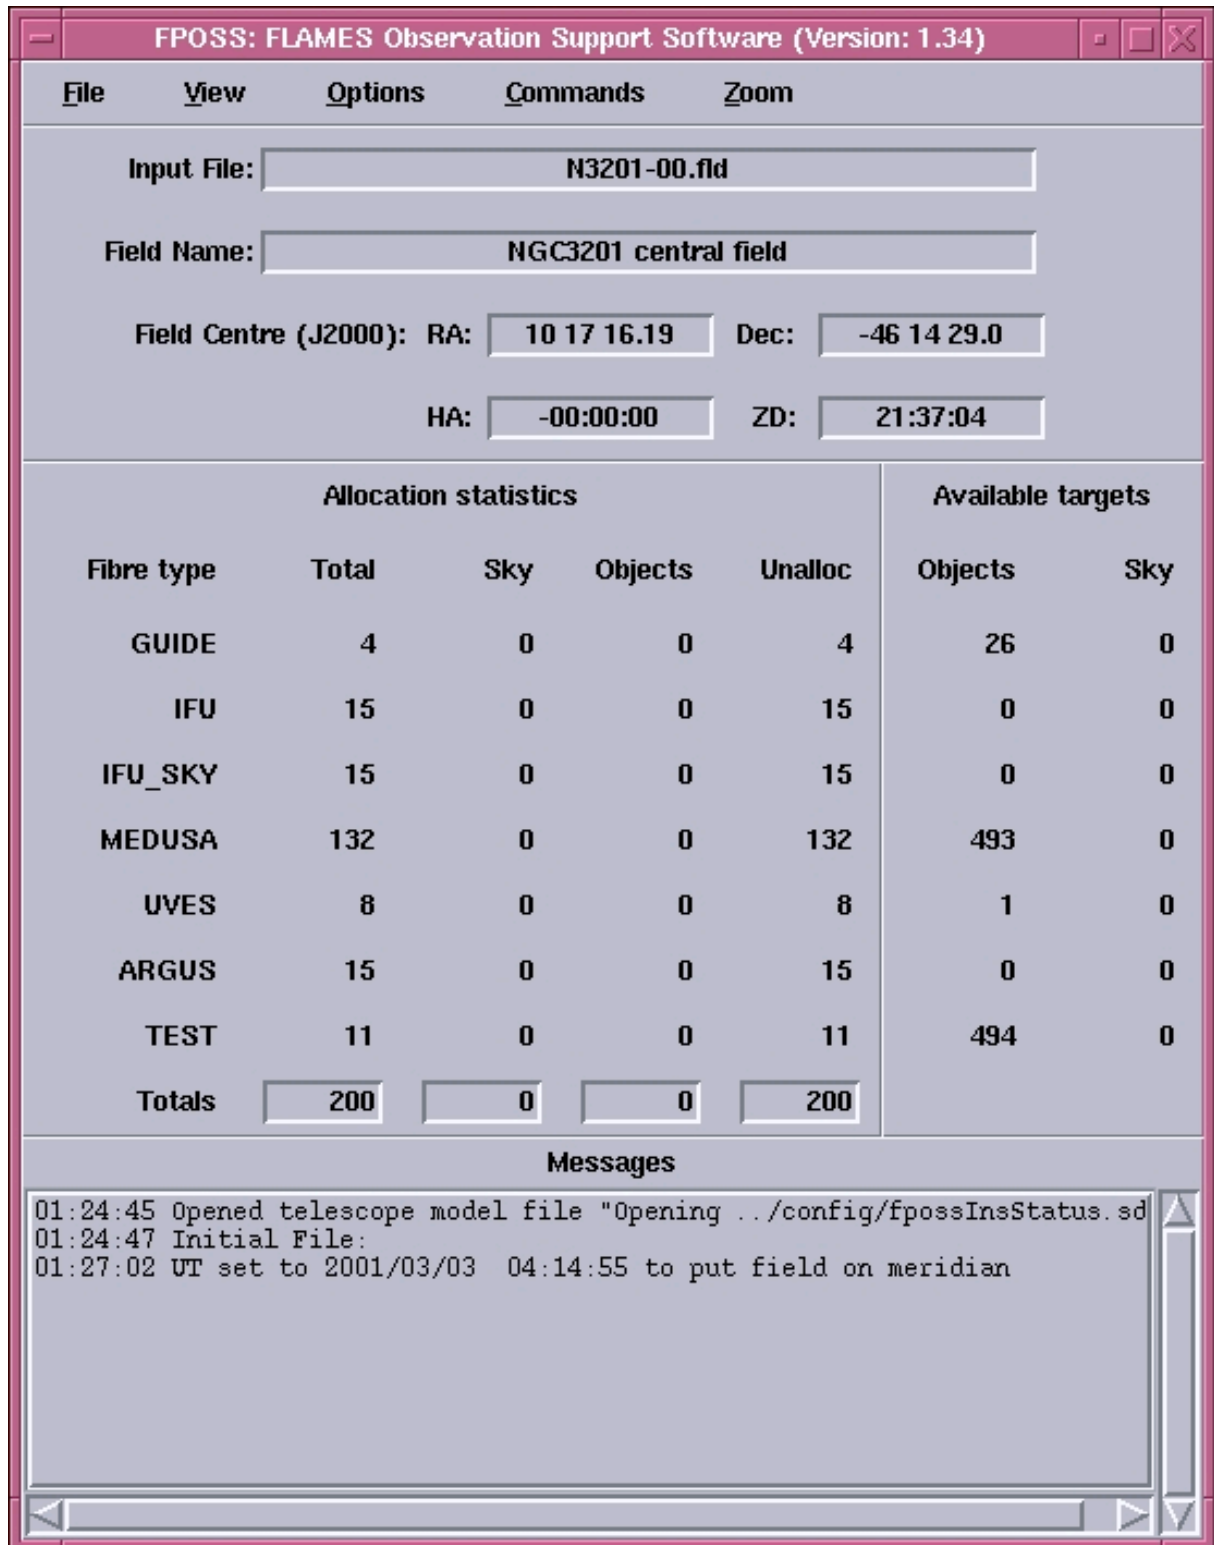 FPOSS: FLAMES Observation Support Software (Version: 1.34)
File View Options Commands Zoom
Input File: N3201-00.fld
Field Name: NGC3201 central field
Field Centre (J2000): RA: 10 17 16.19 Dec: -46 14 29.0
HA: -00:00:00 ZD: 21:37:04
Allocation statistics Available targets
Fibre type Total Sky Objects Unalloc Objects Sky
GUIDE 4 0 0 4 26 0
IFU 15 0 0 15 0 0
IFU_SKY 15 0 0 15 0 0
MEDUSA 132 0 0 132 493 0
UVES 8 0 0 8 1 0
ARGUS 15 0 0 15 0 0
TEST 11 0 0 11 494 0
Totals 200 0 0 200
Messages
01:24:45 Opened telescope model file "Opening ../config/fpossInsStatus.sd
01:24:47 Initial File:
01:27:02 UT set to 2001/03/03  04:14:55 to put field on meridian